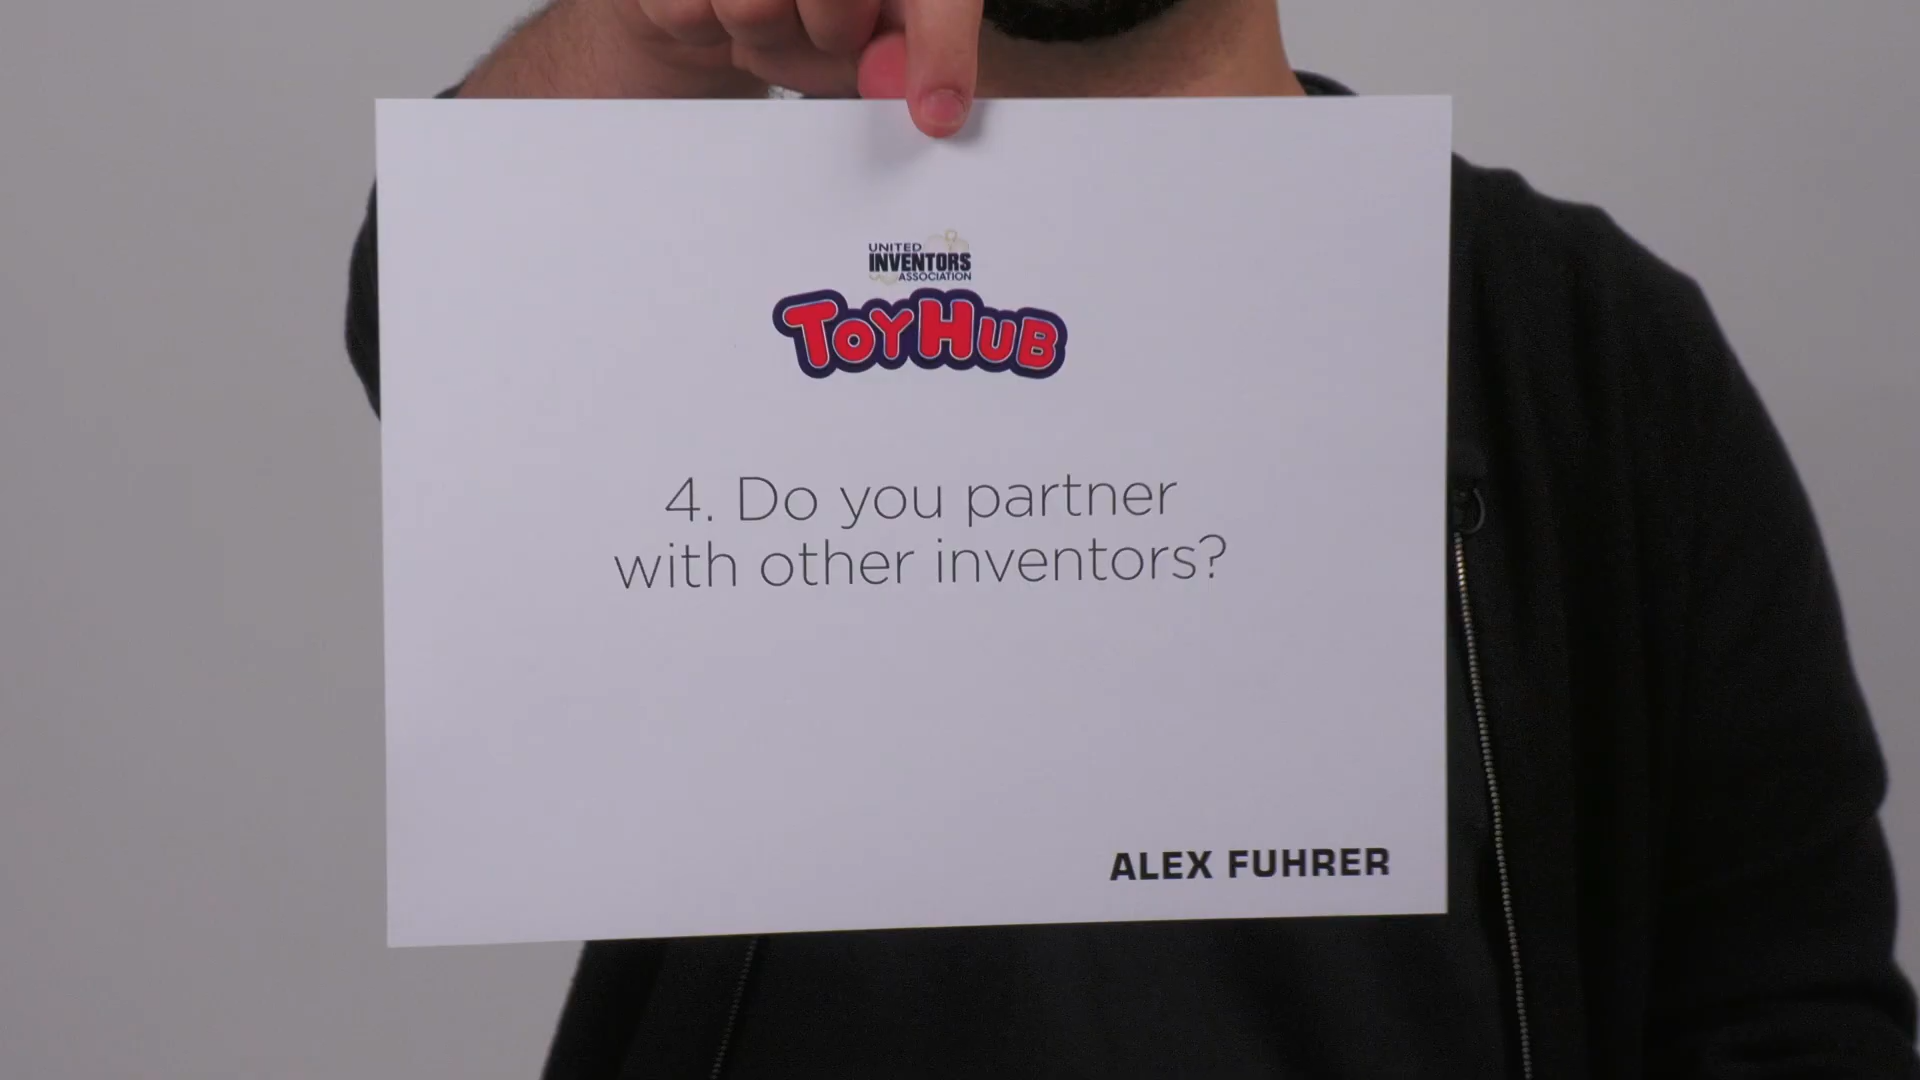 UNITED
INVENTORS
ASSOCIATION
TOYHUB
4. Do you partner
with other inventors?
ALEX FUHRER